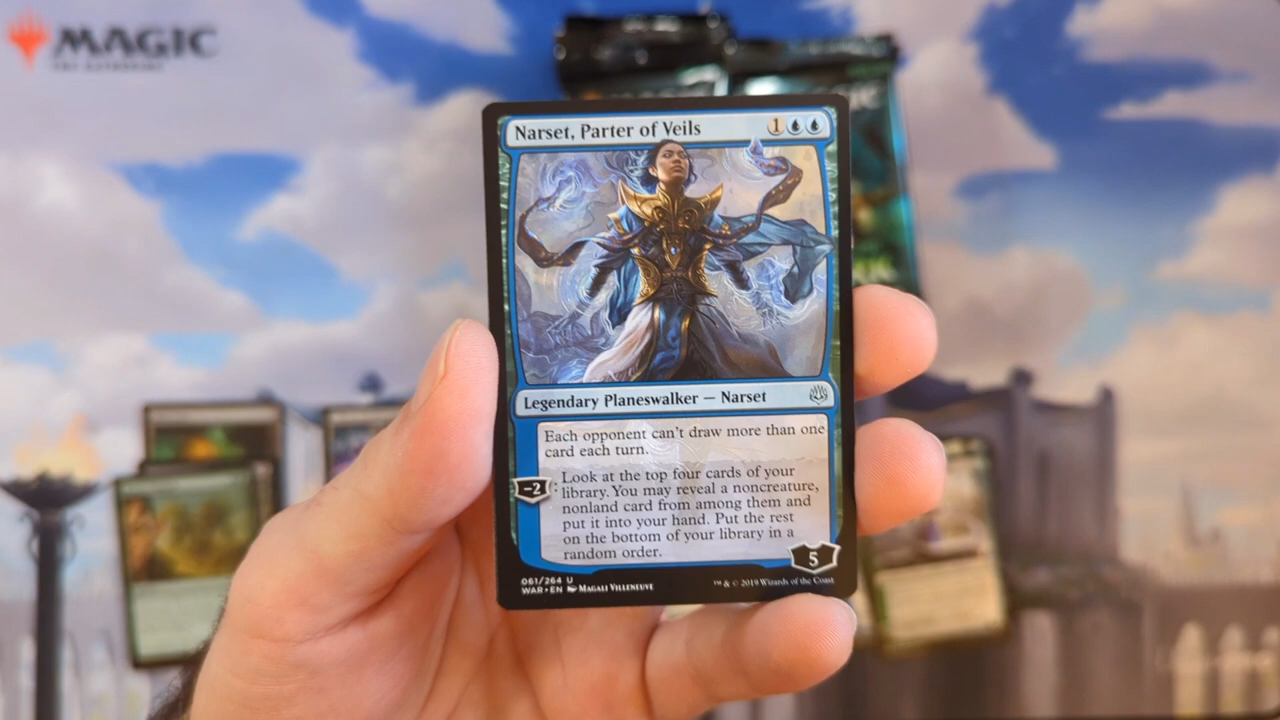 MAGIC
THE GATHERING
Narset, Parter of Veils
1
Legendary Planeswalker — Narset
Each opponent can't draw more than one
card each turn.
-2: Look at the top four cards of your
library. You may reveal a noncreature,
nonland card from among them and
put it into your hand. Put the rest
on the bottom of your library in a
random order.
5
061/264 U
WAR • EN Magali Villeneuve
™ & © 2019 Wizards of the Coast